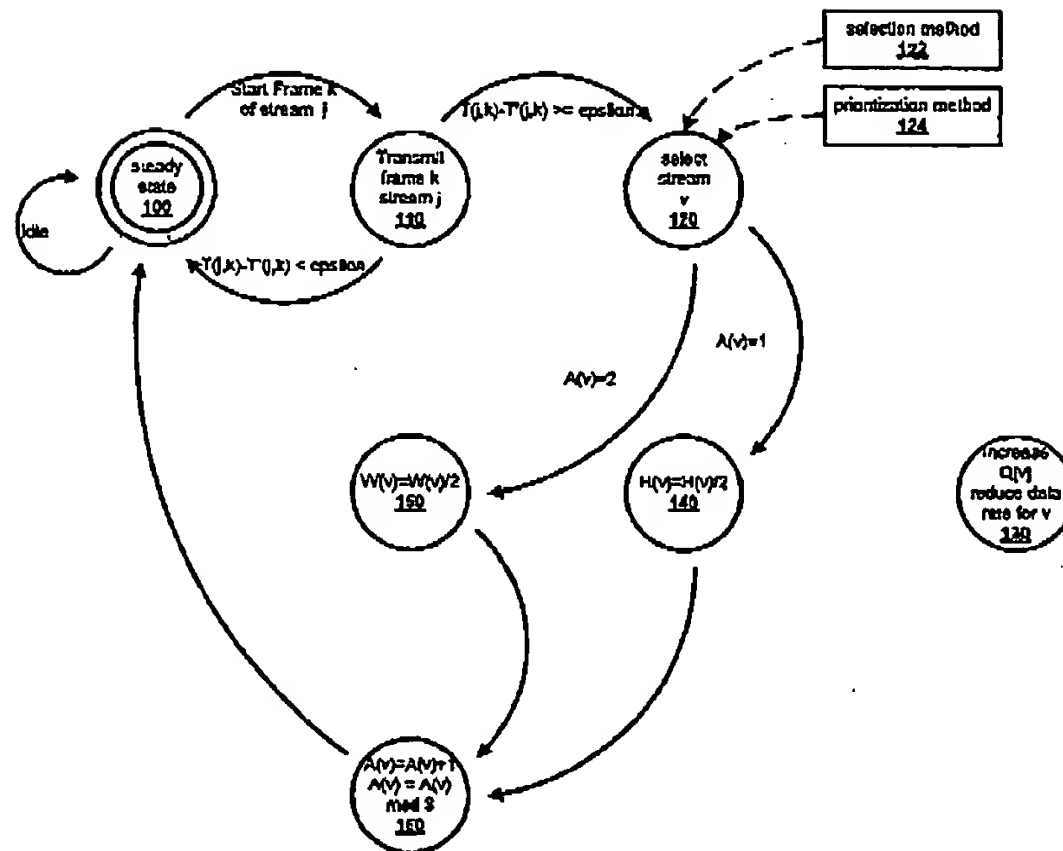 selection method
122
prioritization method
124
Start Frame k
of stream j
T(j,k)-T'(j,k) >= epsilon
steady
state
100
Transmit
frame k
stream j
110
select
stream
v
120
Idle
T(j,k)-T'(j,k) < epsilon
A(v)=1
A(v)=2
W(v)=W(v)/2
150
H(v)=H(v)/2
140
Increase
Q[v]
reduce data
rate for v
130
A(v)=A(v)+1
A(v) = A(v)
mod 3
160